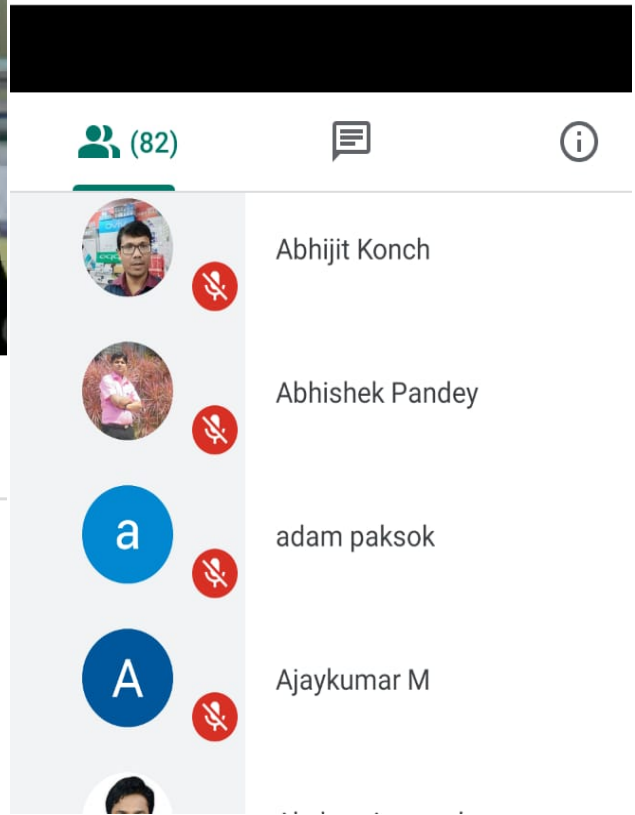 (82)
Abhijit Konch
Abhishek Pandey
a
adam paksok
A
Ajaykumar M